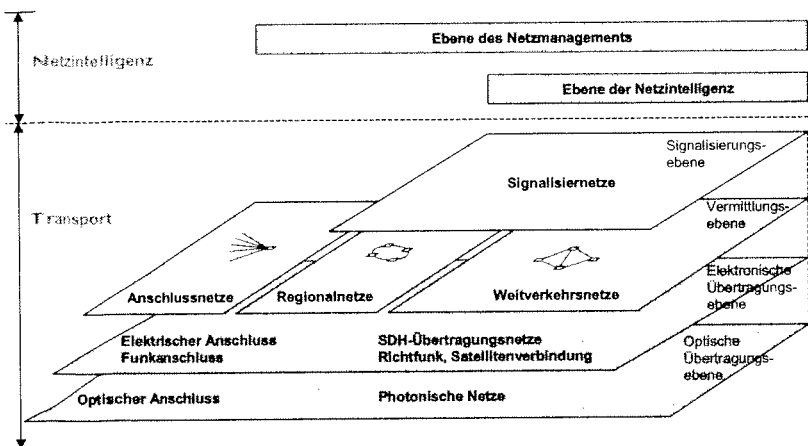 Ebene des Netzmanagements
Netzintelligenz
Ebene der Netzintelligenz
Signalisierungs-
ebene
Signalisiernetze
Transport
Vermittlungs-
ebene
Anschlussnetze
Regionalnetze
Weitverkehrsnetze
Elektronische
Übertragungs-
ebene
Elektrischer Anschluss
Funkanschluss
SDH-Übertragungsnetze
Richtfunk, Satellitenverbindung
Optische
Übertragungs-
ebene
Optischer Anschluss
Photonische Netze